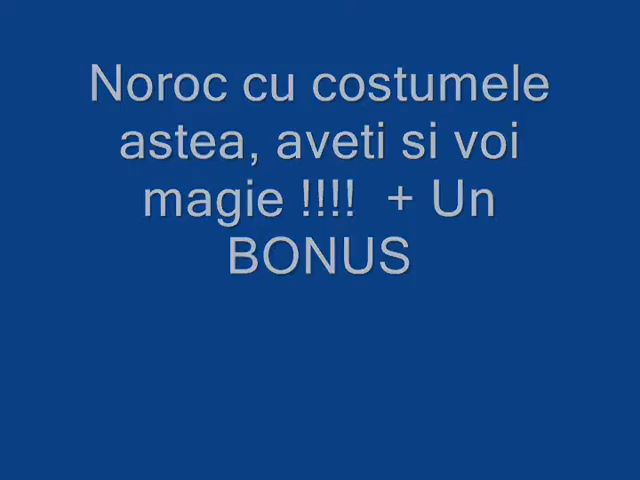 Noroc cu costumele
astea, aveti si voi
magie !!!!  + Un
BONUS